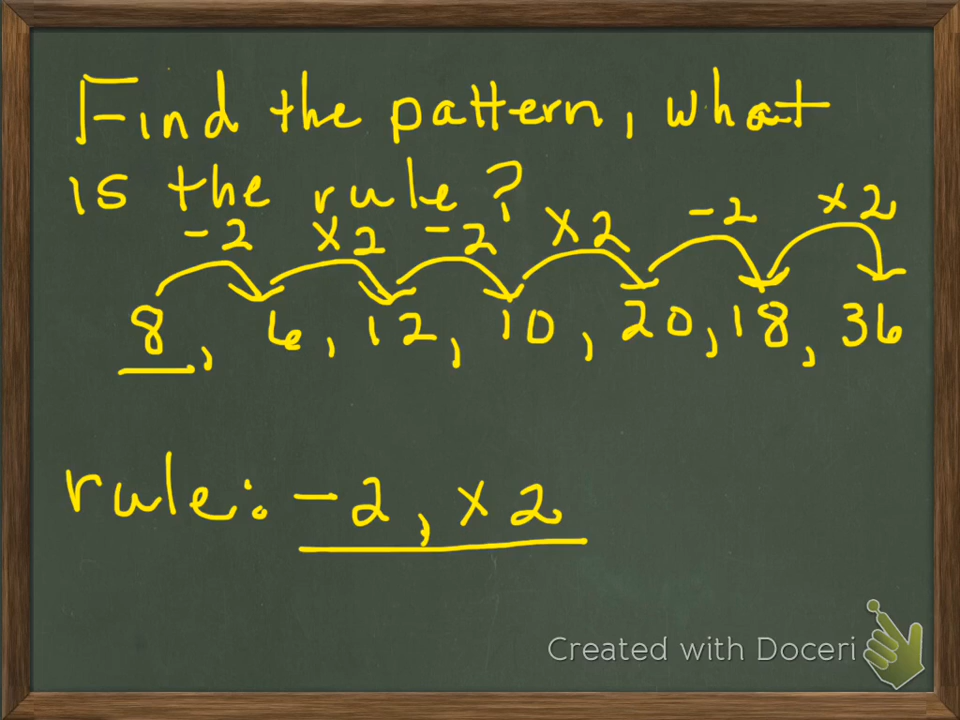 Find the pattern, what
is the rule?
-2 x2 -2 x2 -2 x2
8, 6, 12, 10, 20, 18, 36
rule: -2, x2
Created with Doceri